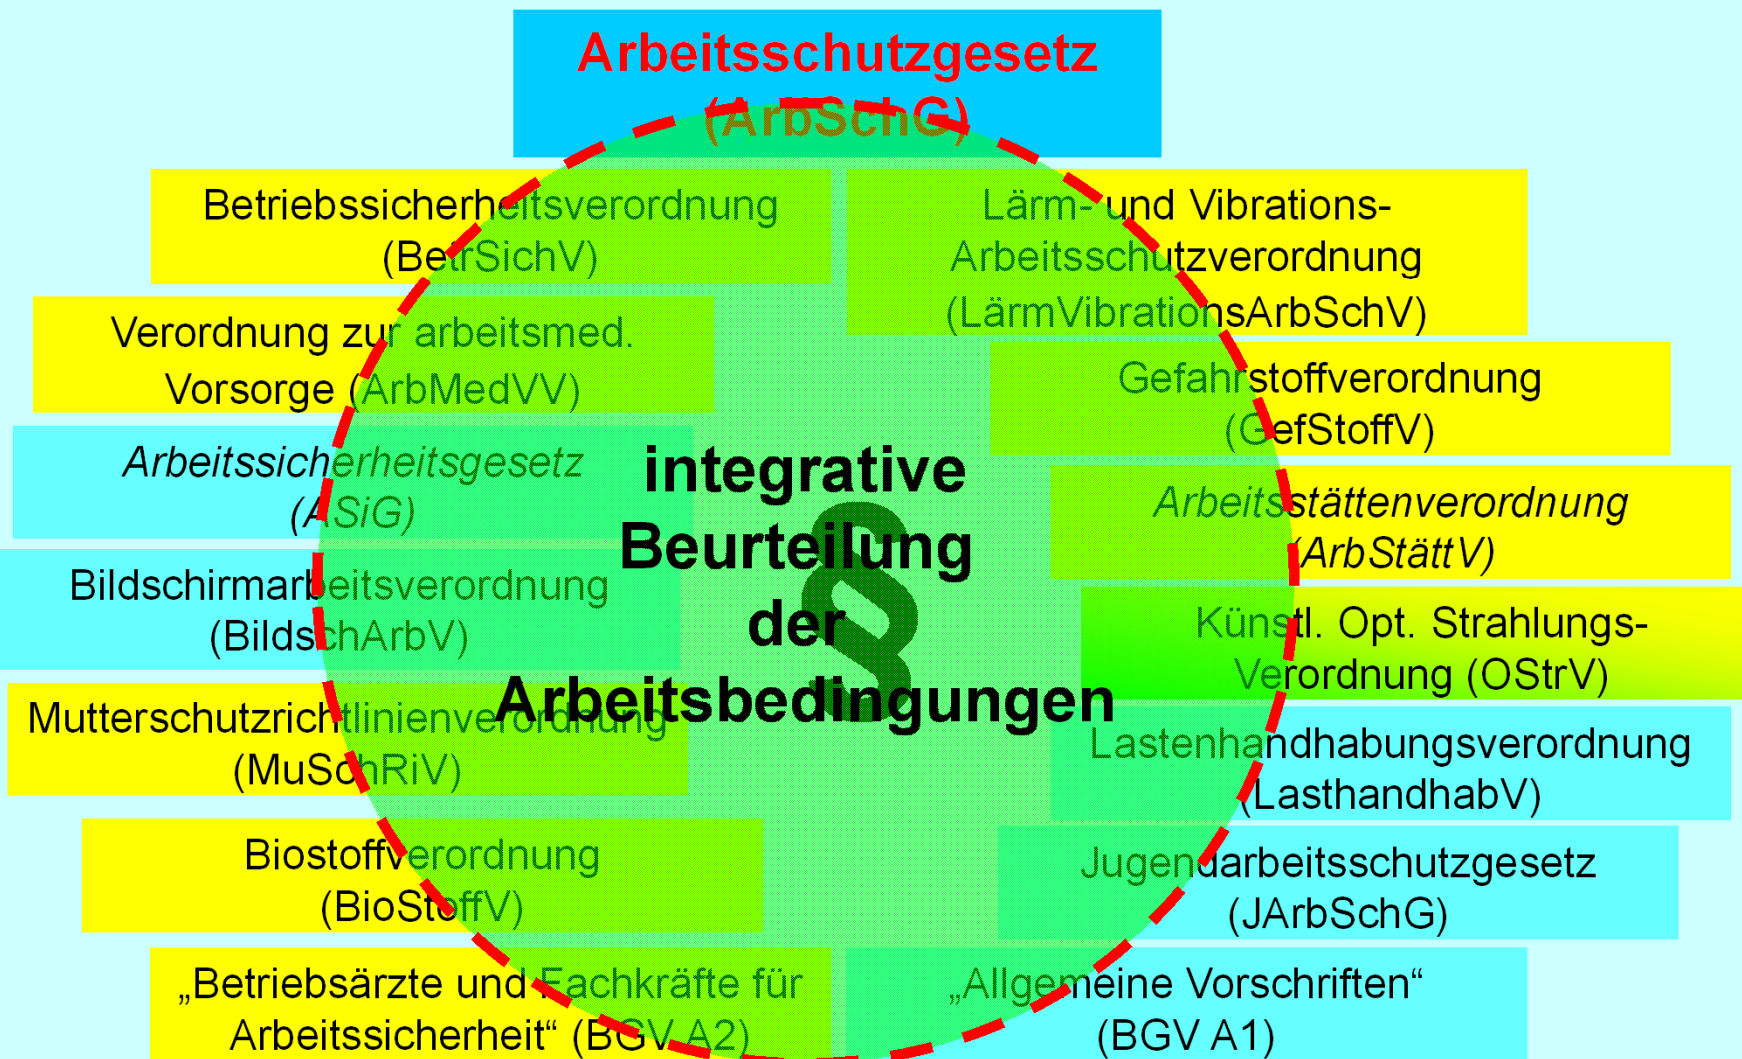 Arbeitsschutzgesetz
(ArbSchG)
Betriebssicherheitsverordnung
(BetrSichV)
Lärm- und Vibrations-
Arbeitsschutzverordnung
(LärmVibrationsArbSchV)
Verordnung zur arbeitsmed.
Vorsorge (ArbMedVV)
Gefahrstoffverordnung
(GefStoffV)
Arbeitssicherheitsgesetz
(ASiG)
Arbeitsstättenverordnung
(ArbStättV)
Bildschirmarbeitsverordnung
(BildschArbV)
Künstl. Opt. Strahlungs-
Verordnung (OStrV)
Mutterschutzrichtlinienverordnung
(MuSchRiV)
Lastenhandhabungsverordnung
(LasthandhabV)
Biostoffverordnung
(BioStoffV)
Jugendarbeitsschutzgesetz
(JArbSchG)
„Betriebsärzte und Fachkräfte für
Arbeitssicherheit“ (BGV A2)
„Allgemeine Vorschriften“
(BGV A1)
§
integrative
Beurteilung
der
Arbeitsbedingungen